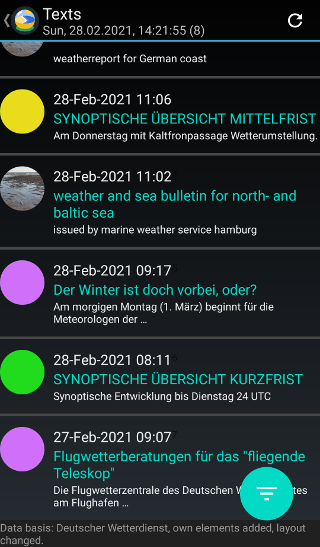 Texts
Sun, 28.02.2021, 14:21:55 (8)
weatherreport for German coast
28-Feb-2021 11:06
SYNOPTISCHE ÜBERSICHT MITTELFRIST
Am Donnerstag mit Kaltfronpassage Wetterumstellung.
28-Feb-2021 11:02
weather and sea bulletin for north- and
baltic sea
issued by marine weather service hamburg
28-Feb-2021 09:17
Der Winter ist doch vorbei, oder?
Am morgigen Montag (1. März) beginnt für die
Meteorologen der ...
28-Feb-2021 08:11
SYNOPTISCHE ÜBERSICHT KURZFRIST
Synoptische Entwicklung bis Dienstag 24 UTC
27-Feb-2021 09:07
Flugwetterberatungen für das "fliegende
Teleskop"
Die Flugwetterzentrale des Deutschen
am Flughafen ...
Data basis: Deutscher Wetterdienst, own elements added, layout
changed.